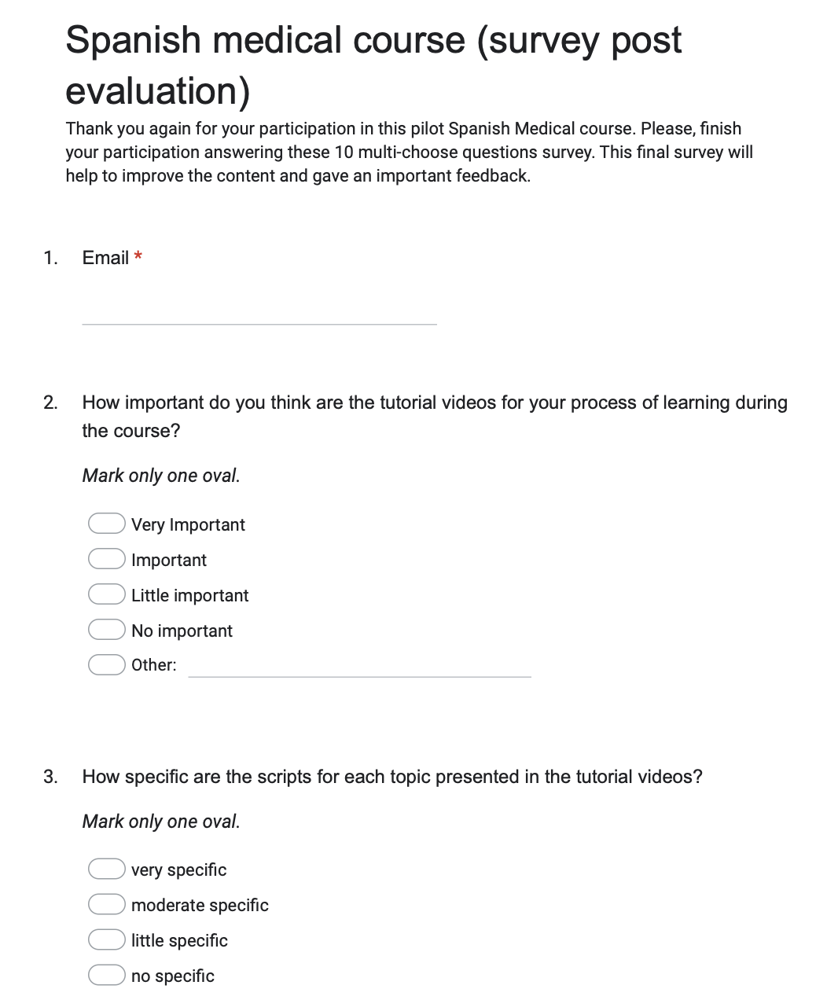 Spanish medical course (survey post
evaluation)
Thank you again for your participation in this pilot Spanish Medical course. Please, finish
your participation answering these 10 multi-choose questions survey. This final survey will
help to improve the content and gave an important feedback.
1. Email *
2. How important do you think are the tutorial videos for your process of learning during
the course?
Mark only one oval.
Very Important
Important
Little important
No important
Other:
3. How specific are the scripts for each topic presented in the tutorial videos?
Mark only one oval.
very specific
moderate specific
little specific
no specific